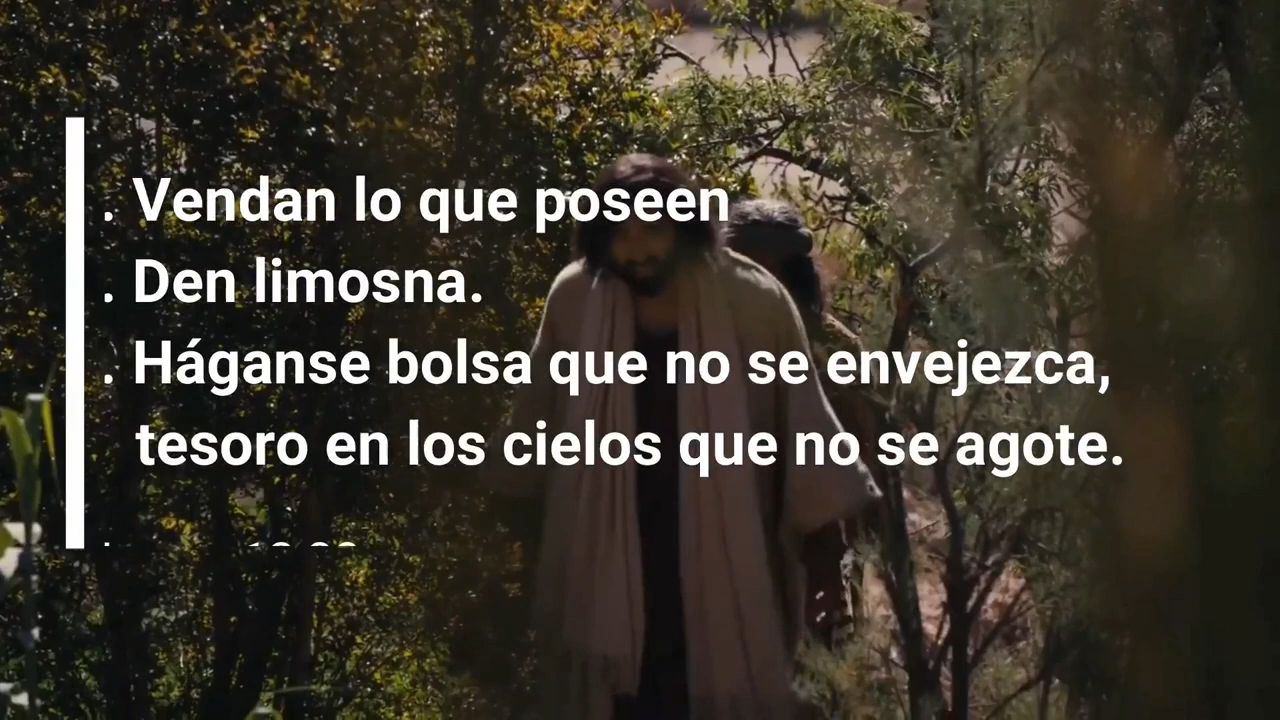 . Vendan lo que poseen
. Den limosna.
. Háganse bolsa que no se envejezca,
tesoro en los cielos que no se agote.